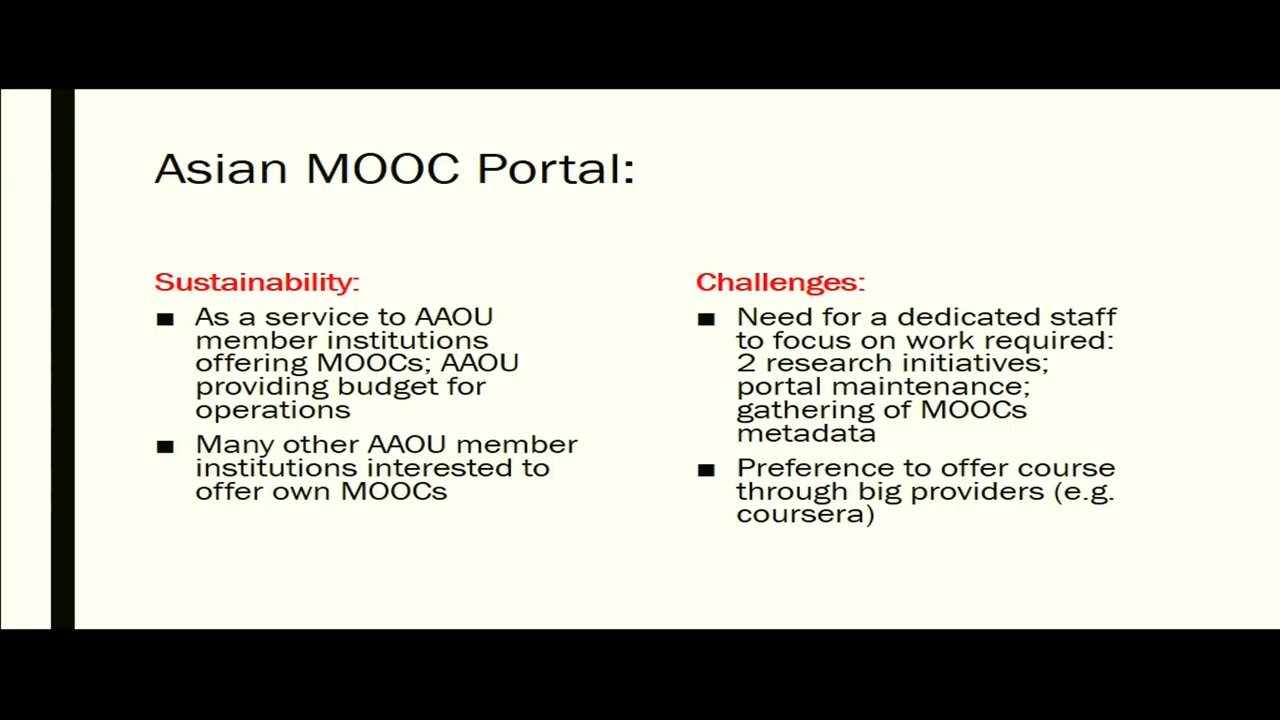 Asian MOOC Portal:
Sustainability:
■ As a service to AAOU
member institutions
offering MOOCs; AAOU
providing budget for
operations
■ Many other AAOU member
institutions interested to
offer own MOOCs
Challenges:
■ Need for a dedicated staff
to focus on work required:
2 research initiatives;
portal maintenance;
gathering of MOOCs
metadata
■ Preference to offer course
through big providers (e.g.
coursera)